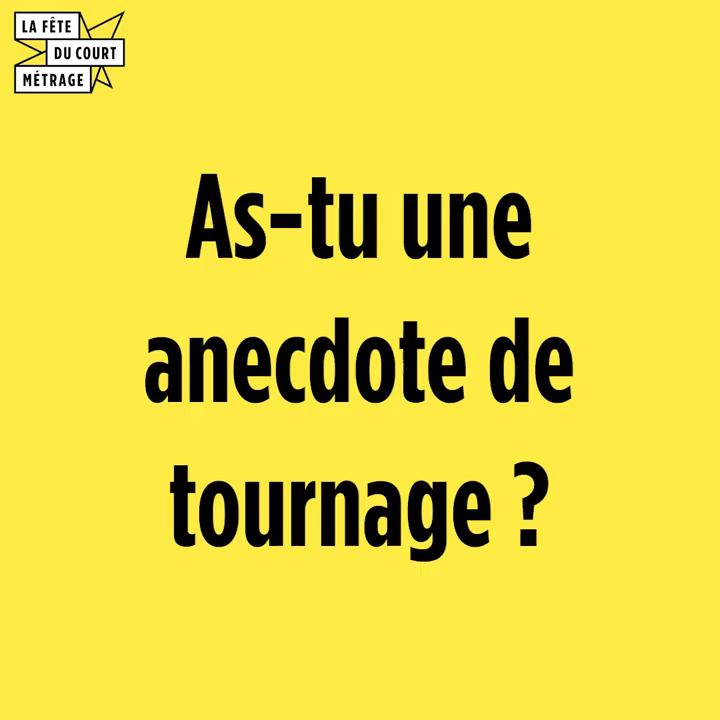 LA FÊTE
DU COURT
MÉTRAGE
As-tu une
anecdote de
tournage ?